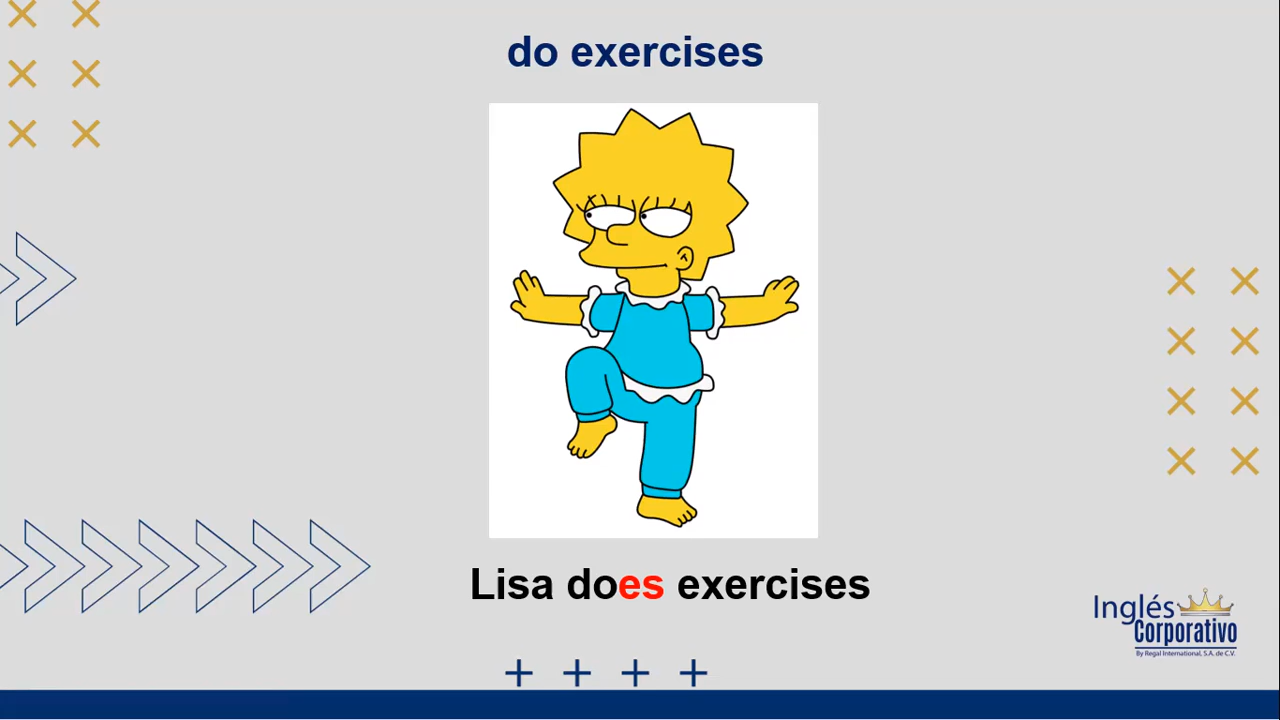 do exercises
Lisa does exercises
Inglés
Corporativo
By Regal International, S.A. de C.V.